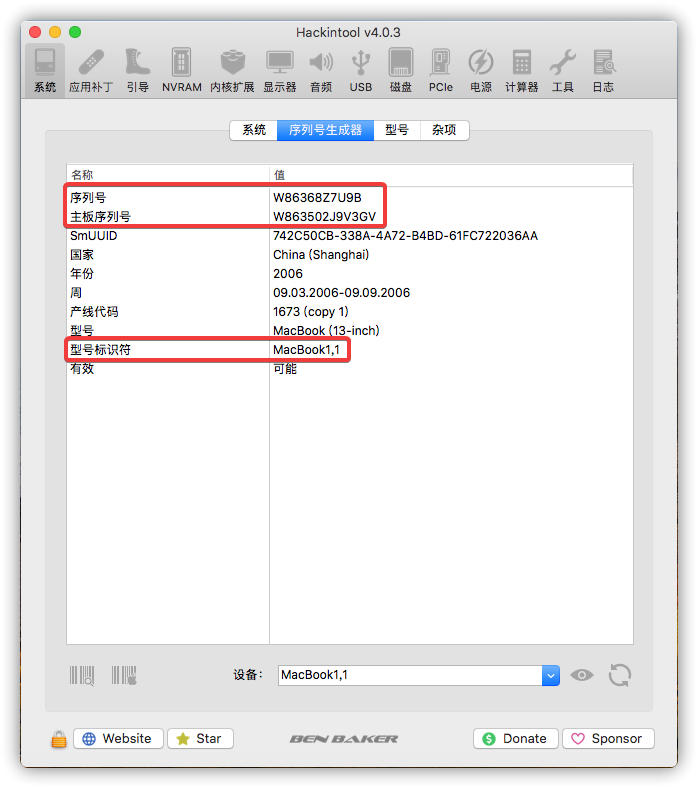 Hackintool v4.0.3
系统 应用补丁 引导 NVRAM 内核扩展 显示器 音频 USB 磁盘 PCIe 电源 计算器 工具 日志
系统 序列号生成器 型号 杂项
名称 值
序列号 W86368Z7U9B
主板序列号 W863502J9V3GV
SmUUID 742C50CB-338A-4A72-B4BD-61FC722036AA
国家 China (Shanghai)
年份 2006
周 09.03.2006-09.09.2006
产线代码 1673 (copy 1)
型号 MacBook (13-inch)
型号标识符 MacBook1,1
有效 可能
设备： MacBook1,1
Website Star BEN BAKER Donate Sponsor